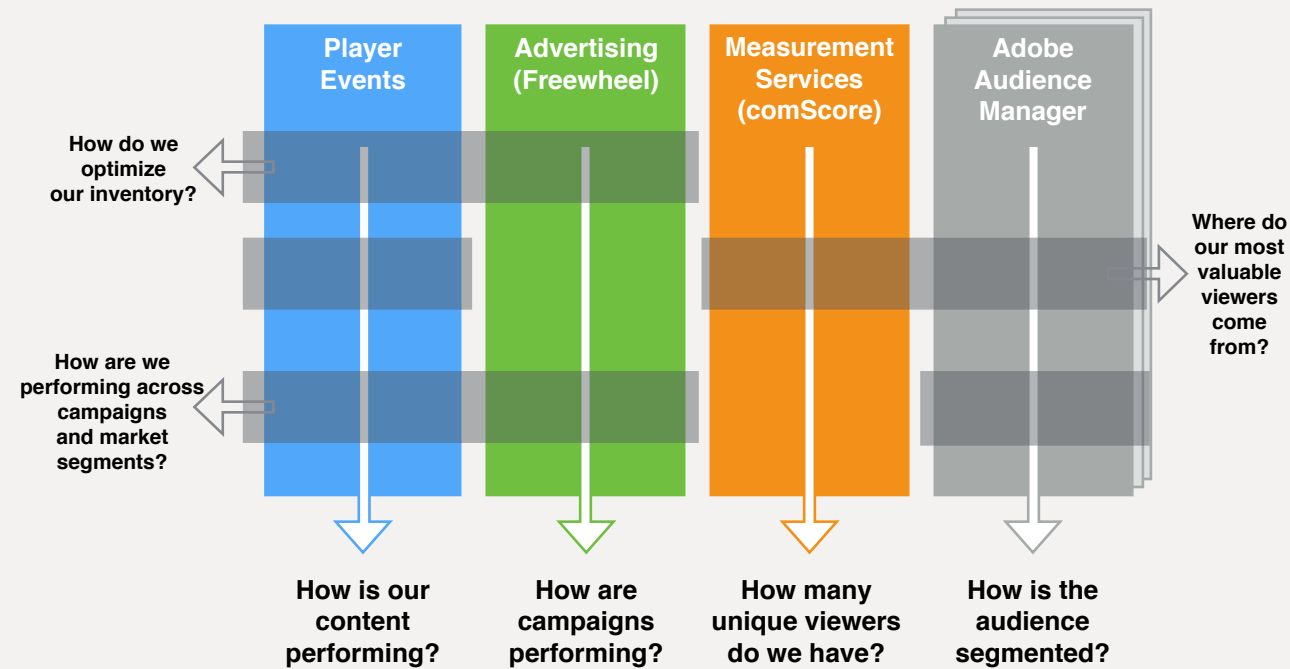 Player
Events
Advertising
(Freewheel)
Measurement
Services
(comScore)
Adobe
Audience
Manager
How do we
optimize
our inventory?
Where do
our most
valuable
viewers
come
from?
How are we
performing across
campaigns
and market
segments?
How is our
content
performing?
How are
campaigns
performing?
How many
unique viewers
do we have?
How is the
audience
segmented?